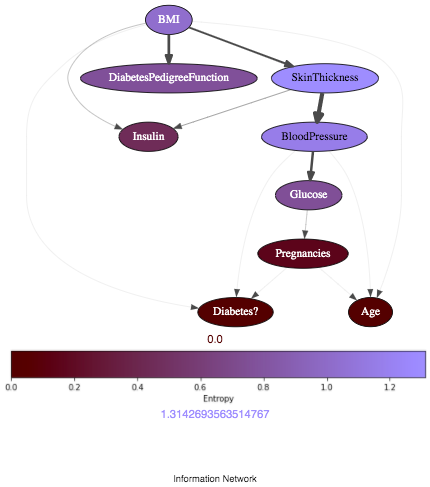 BMI
DiabetesPedigreeFunction
SkinThickness
Insulin
BloodPressure
Glucose
Pregnancies
Diabetes?
Age
0.0
0.0 0.2 0.4 0.6 0.8 1.0 1.2
Entropy
1.3142693563514767
Information Network